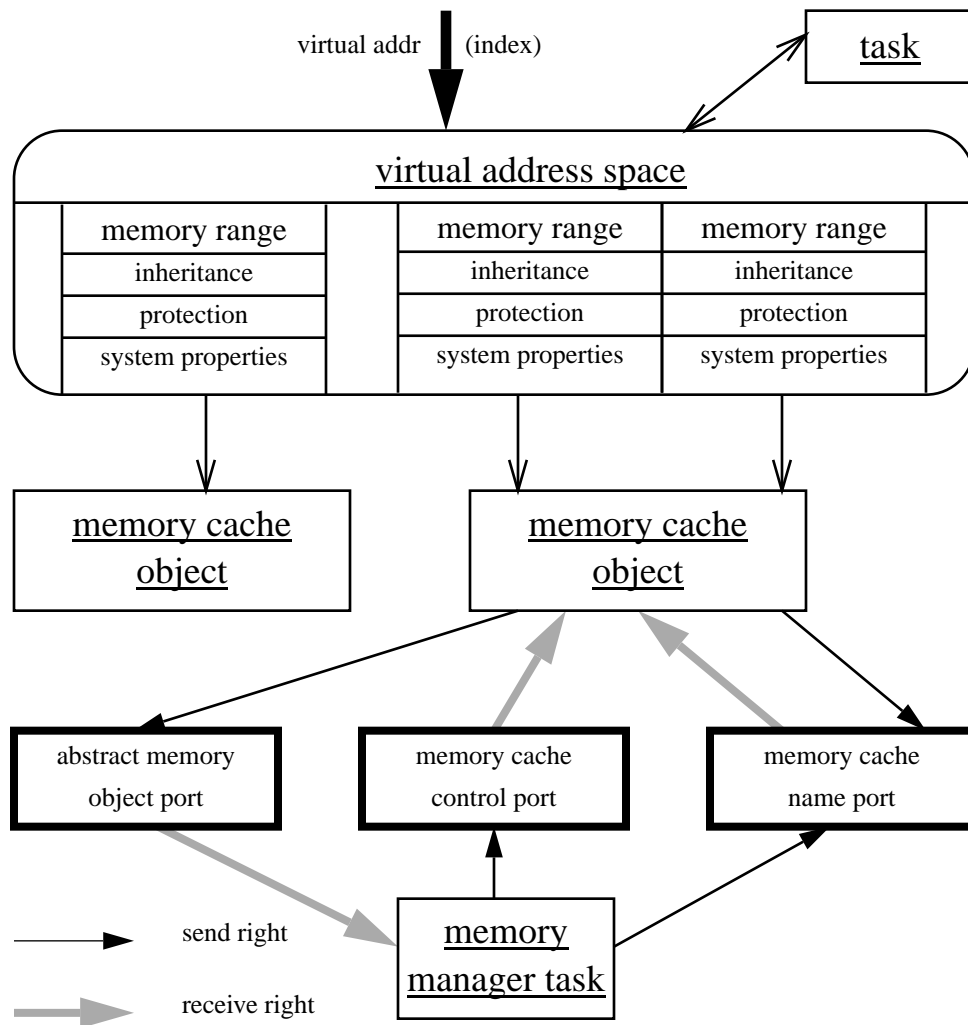 virtual addr (index)
task
virtual address space
memory range
inheritance
protection
system properties
memory range
inheritance
protection
system properties
memory range
inheritance
protection
system properties
memory cache
object
memory cache
object
abstract memory
object port
memory cache
control port
memory cache
name port
memory
manager task
send right
receive right